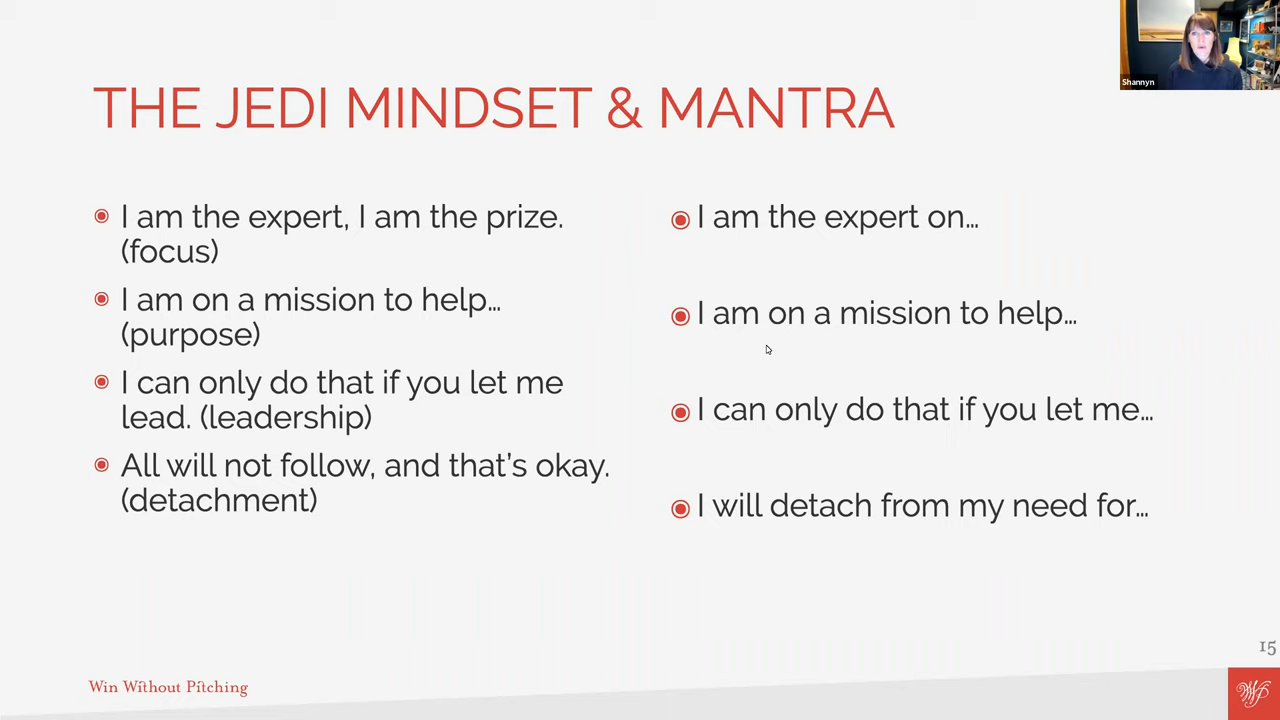 Shannyn
THE JEDI MINDSET & MANTRA
I am the expert, I am the prize.
(focus)
I am on a mission to help…
(purpose)
I can only do that if you let me
lead. (leadership)
All will not follow, and that's okay.
(detachment)
I am the expert on…
I am on a mission to help…
I can only do that if you let me…
I will detach from my need for…
15
Win Without Pitching